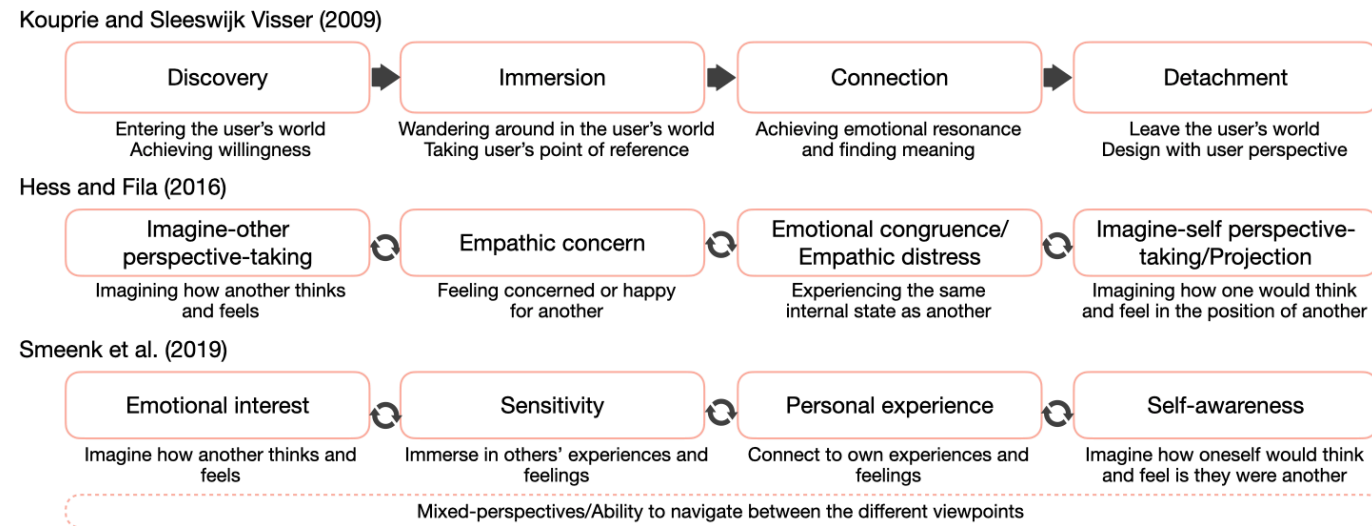 Kouprie and Sleeswijk Visser (2009)
Discovery
Immersion
Connection
Detachment
Entering the user's world
Achieving willingness
Wandering around in the user's world
Taking user's point of reference
Achieving emotional resonance
and finding meaning
Leave the user's world
Design with user perspective
Hess and Fila (2016)
Imagine-other
perspective-taking
Empathic concern
Emotional congruence/
Empathic distress
Imagine-self perspective-
taking/Projection
Imagining how another thinks
and feels
Feeling concerned or happy
for another
Experiencing the same
internal state as another
Imagining how one would think
and feel in the position of another
Smeenk et al. (2019)
Emotional interest
Sensitivity
Personal experience
Self-awareness
Imagine how another thinks and
feels
Immerse in others' experiences and
feelings
Connect to own experiences and
feelings
Imagine how oneself would think
and feel is they were another
Mixed-perspectives/Ability to navigate between the different viewpoints